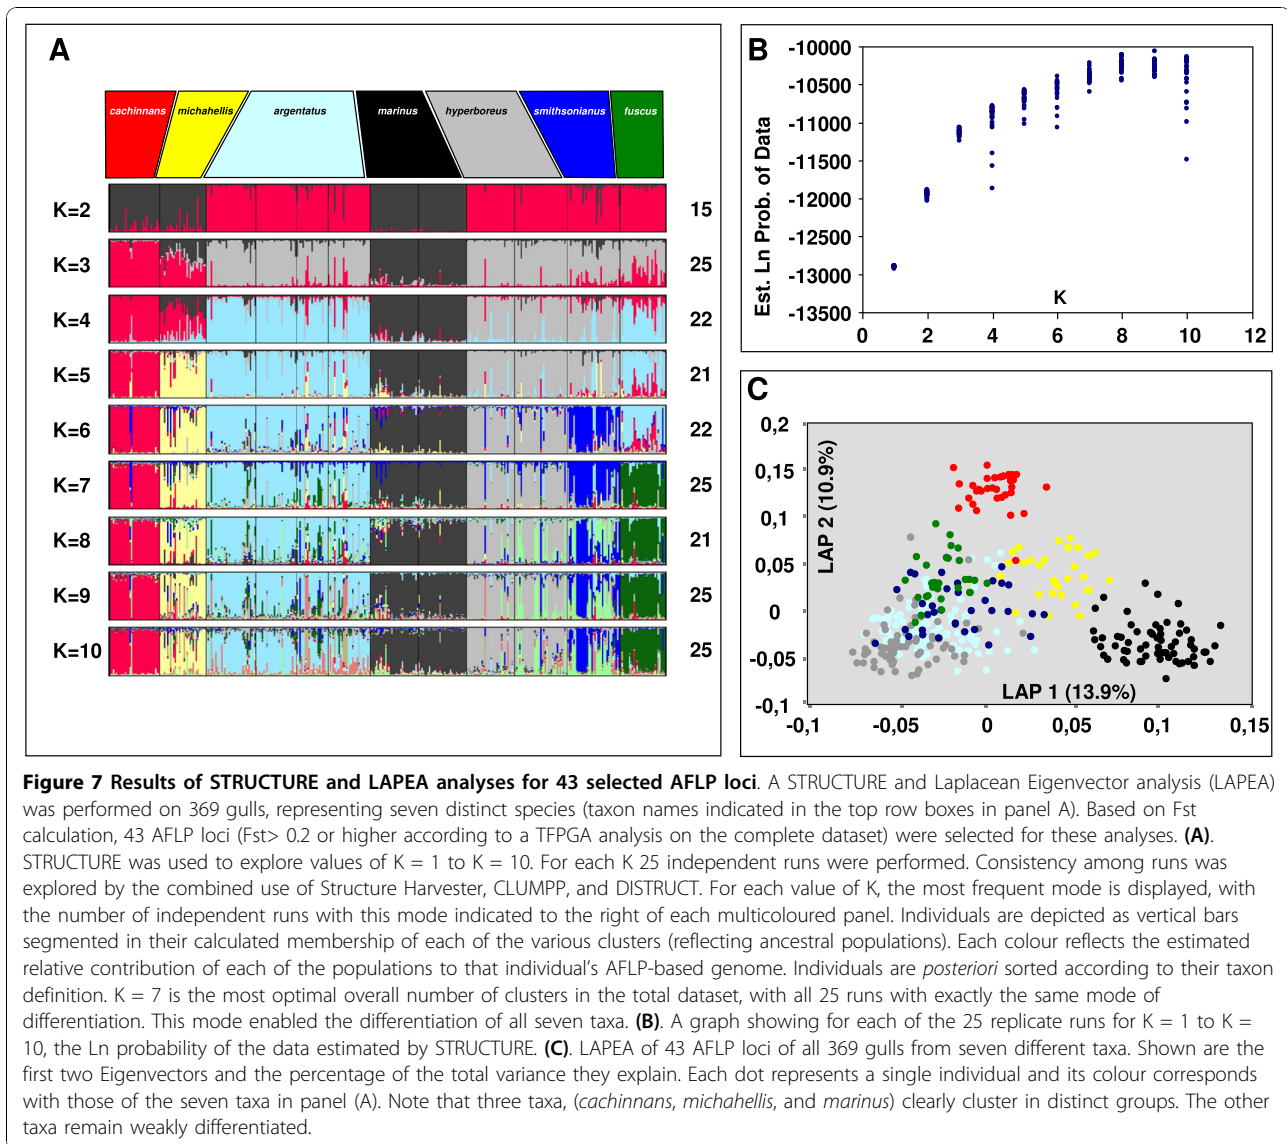 A
cachinnans michahellis argentatus marinus hyperboreus smithsonianus fuscus
K=2 15
K=3 25
K=4 22
K=5 21
K=6 22
K=7 25
K=8 21
K=9 25
K=10 25
B
Est. Ln Prob. of Data
-10000
-10500
-11000
-11500
-12000
-12500
-13000
-13500
K
0 2 4 6 8 10 12
C
0,2
0,15
0,1
0,05
0
-0,05
-0,1
LAP 2 (10.9%)
LAP 1 (13.9%)
-0,1 -0,05 0 0,05 0,1 0,15
Figure 7 Results of STRUCTURE and LAPEA analyses for 43 selected AFLP loci. A STRUCTURE and Laplacean Eigenvector analysis (LAPEA)
was performed on 369 gulls, representing seven distinct species (taxon names indicated in the top row boxes in panel A). Based on Fst
calculation, 43 AFLP loci (Fst> 0.2 or higher according to a TFPGA analysis on the complete dataset) were selected for these analyses. (A).
STRUCTURE was used to explore values of K = 1 to K = 10. For each K 25 independent runs were performed. Consistency among runs was
explored by the combined use of Structure Harvester, CLUMPP, and DISTRUCT. For each value of K, the most frequent mode is displayed, with
the number of independent runs with this mode indicated to the right of each multicoloured panel. Individuals are depicted as vertical bars
segmented in their calculated membership of each of the various clusters (reflecting ancestral populations). Each colour reflects the estimated
relative contribution of each of the populations to that individual's AFLP-based genome. Individuals are posteriori sorted according to their taxon
definition. K = 7 is the most optimal overall number of clusters in the total dataset, with all 25 runs with exactly the same mode of
differentiation. This mode enabled the differentiation of all seven taxa. (B). A graph showing for each of the 25 replicate runs for K = 1 to K =
10, the Ln probability of the data estimated by STRUCTURE. (C). LAPEA of 43 AFLP loci of all 369 gulls from seven different taxa. Shown are the
first two Eigenvectors and the percentage of the total variance they explain. Each dot represents a single individual and its colour corresponds
with those of the seven taxa in panel (A). Note that three taxa, (cachinnans, michahellis, and marinus) clearly cluster in distinct groups. The other
taxa remain weakly differentiated.